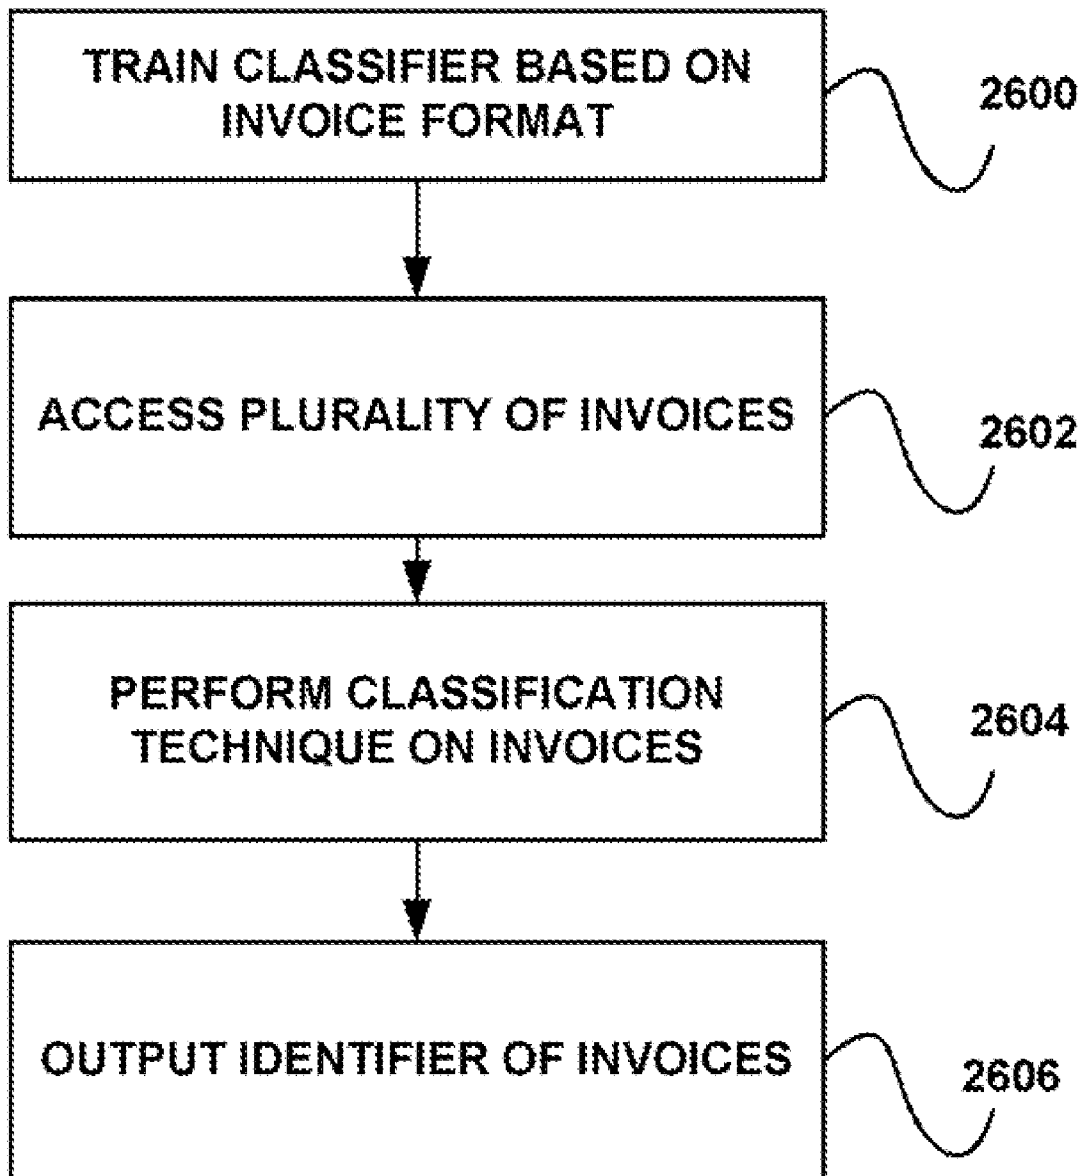 TRAIN CLASSIFIER BASED ON
INVOICE FORMAT
2600
ACCESS PLURALITY OF INVOICES
2602
PERFORM CLASSIFICATION
TECHNIQUE ON INVOICES
2604
OUTPUT IDENTIFIER OF INVOICES
2606